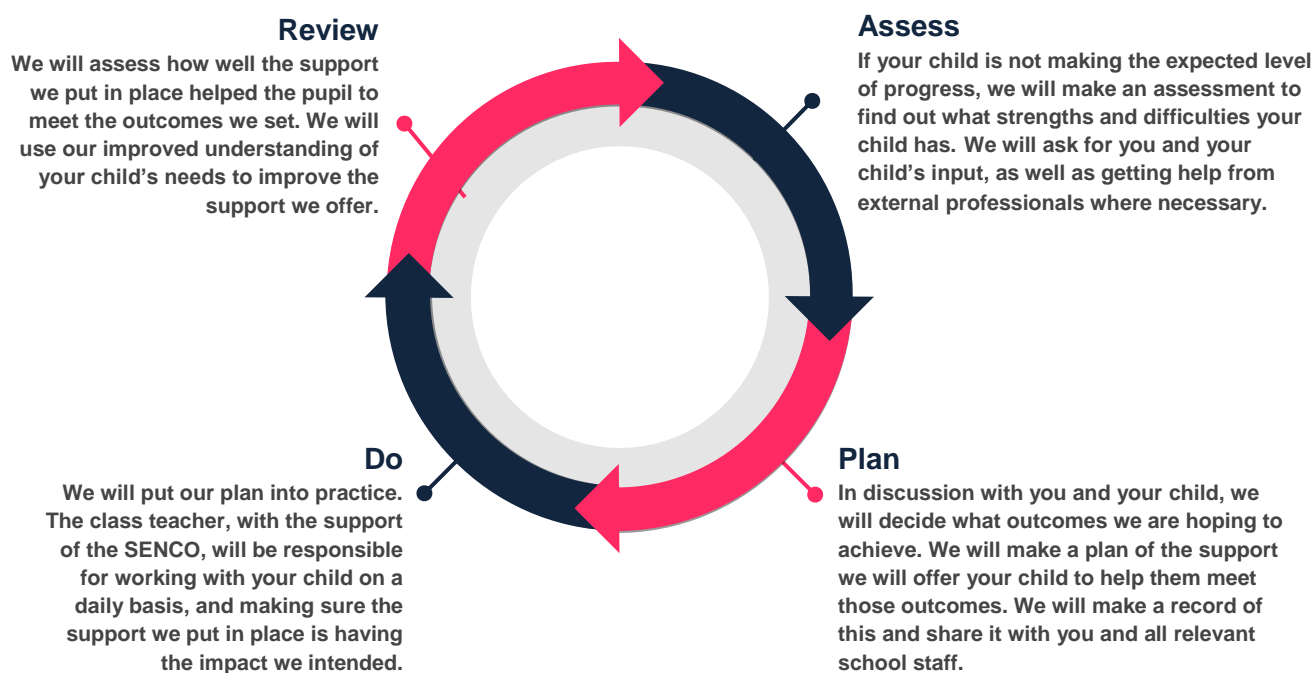 Review
We will assess how well the support
we put in place helped the pupil to
meet the outcomes we set. We will
use our improved understanding of
your child’s needs to improve the
support we offer.
Assess
If your child is not making the expected level
of progress, we will make an assessment to
find out what strengths and difficulties your
child has. We will ask for you and your
child’s input, as well as getting help from
external professionals where necessary.
Do
We will put our plan into practice.
The class teacher, with the support
of the SENCO, will be responsible
for working with your child on a
daily basis, and making sure the
support we put in place is having
the impact we intended.
Plan
In discussion with you and your child, we
will decide what outcomes we are hoping to
achieve. We will make a plan of the support
we will offer your child to help them meet
those outcomes. We will make a record of
this and share it with you and all relevant
school staff.